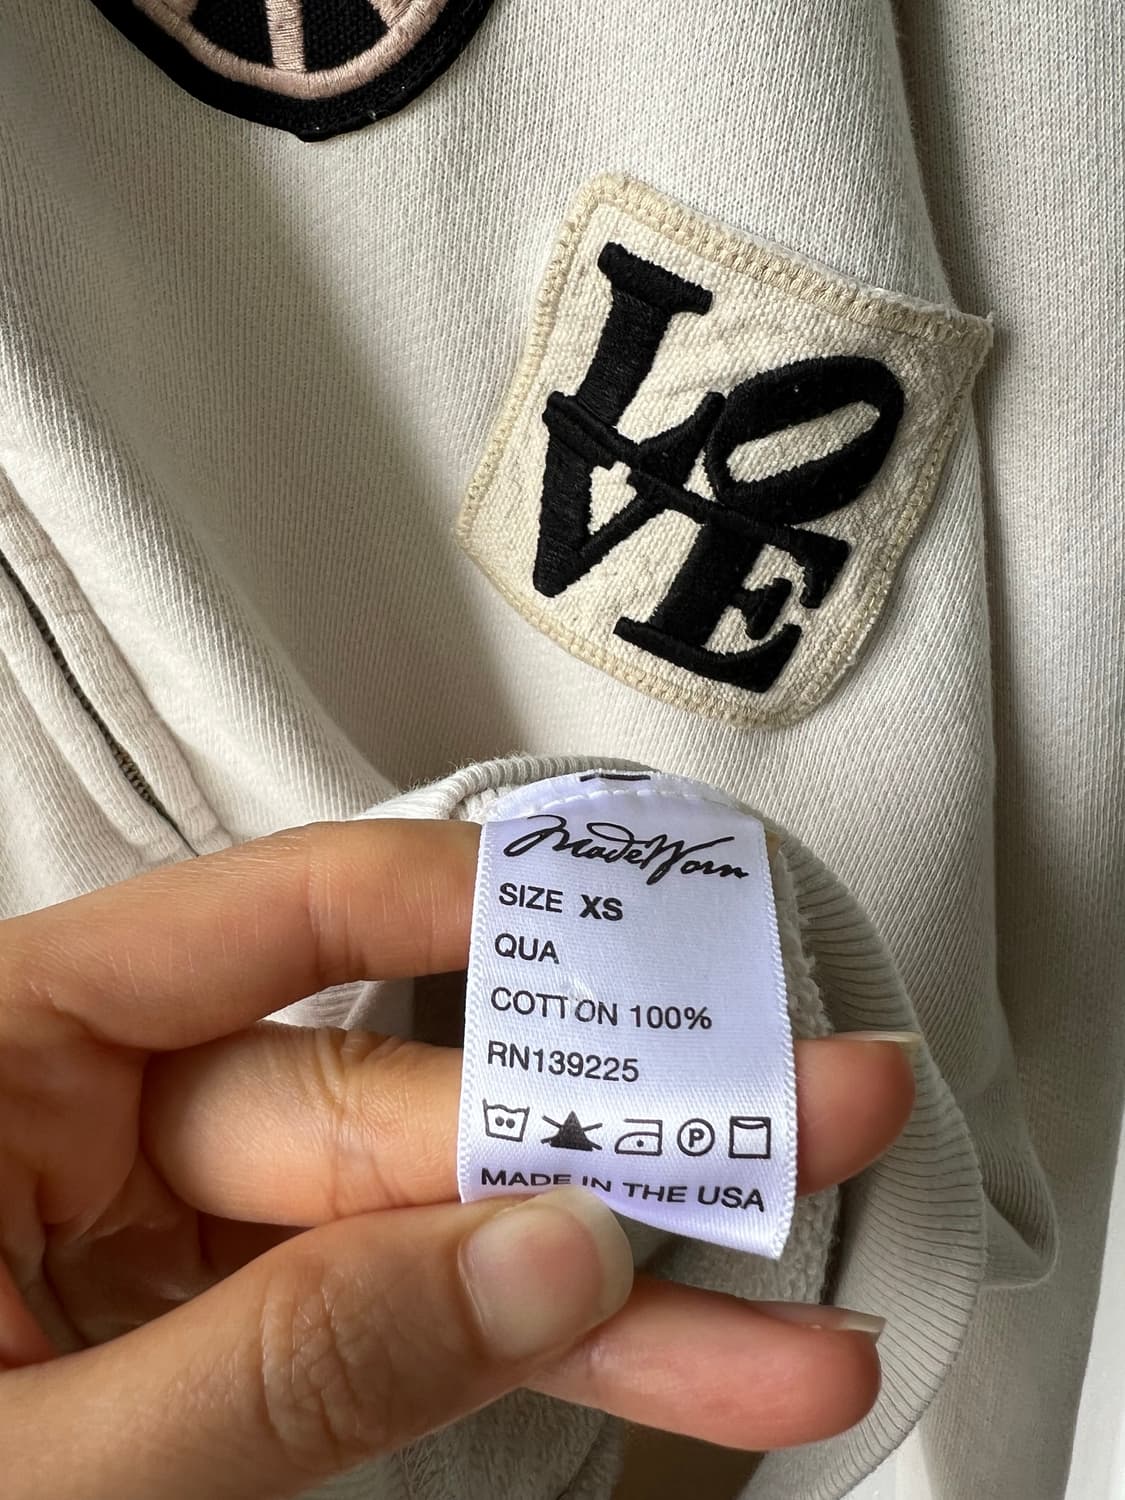 LO
VE
MadeWorn
SIZE XS
QUA
COTTON 100%
RN139225
P
MADE IN THE USA